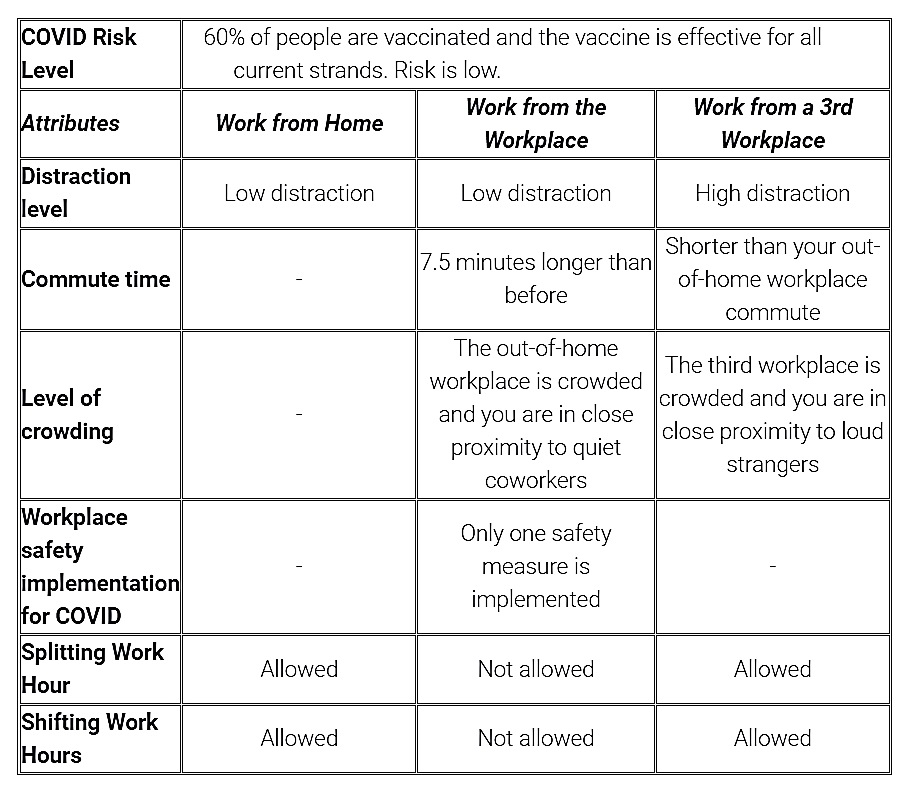 COVID Risk
Level
60% of people are vaccinated and the vaccine is effective for all
current strands. Risk is low.
Attributes
Work from Home
Work from the
Workplace
Work from a 3rd
Workplace
Distraction
level
Low distraction
Low distraction
High distraction
Commute time
-
7.5 minutes longer than
before
Shorter than your out-
of-home workplace
commute
Level of
crowding
-
The out-of-home
workplace is crowded
and you are in close
proximity to quiet
coworkers
The third workplace is
crowded and you are in
close proximity to loud
strangers
Workplace
safety
implementation
for COVID
-
Only one safety
measure is
implemented
-
Splitting Work
Hour
Allowed
Not allowed
Allowed
Shifting Work
Hours
Allowed
Not allowed
Allowed